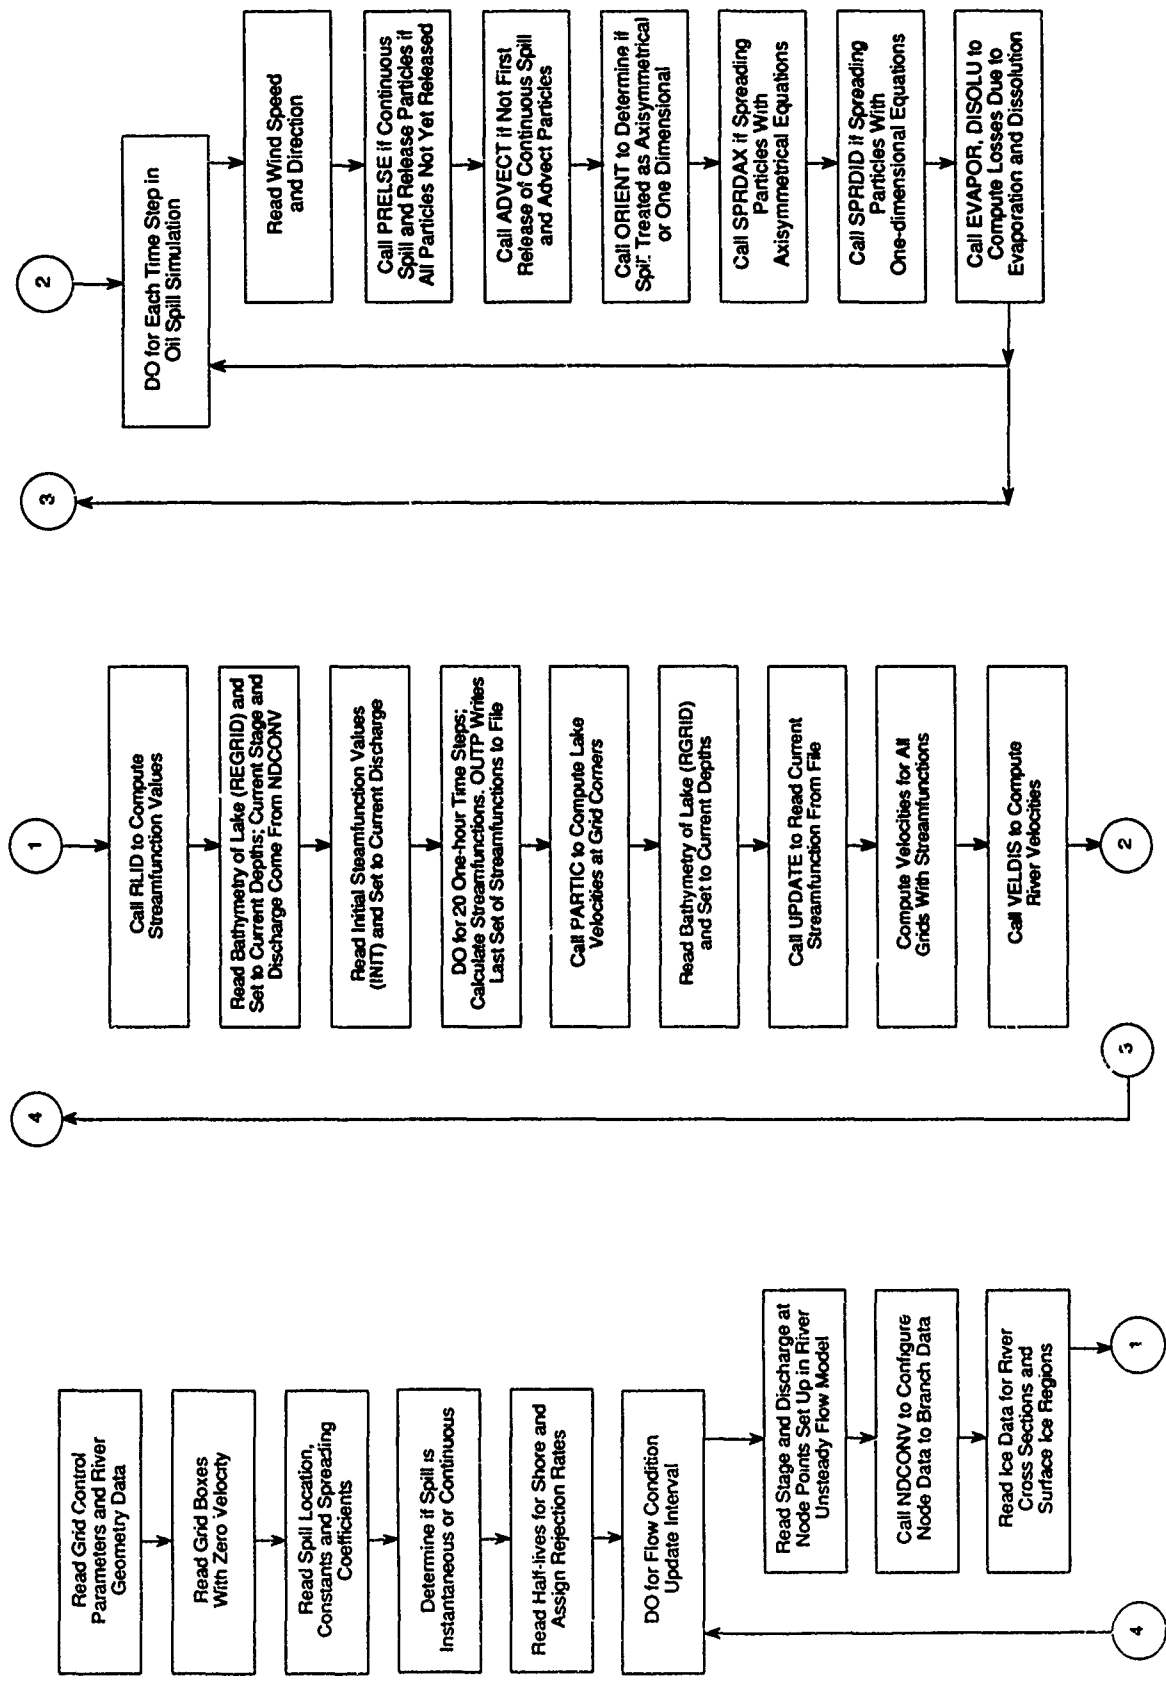 Read Grid Control
Parameters and River
Geometry Data
Read Grid Boxes
With Zero Velocity
Read Spill Location,
Constants and Spreading
Coefficients
Determine if Spill is
Instantaneous or Continuous
Read Half-lives for Shore and
Assign Rejection Rates
DO for Flow Condition
Update Interval
Read Stage and Discharge at
Node Points Set Up in River
Unsteady Flow Model
Call NDCONV to Configure
Node Data to Branch Data
Read Ice Data for River
Cross Sections and
Surface Ice Regions
4
1
1
Call RLID to Compute
Streamfunction Values
Read Bathymetry of Lake (REGRID) and
Set to Current Depths; Current Stage and
Discharge Come From NDCONV
Read Initial Steamfunction Values
(INIT) and Set to Current Discharge
DO for 20 One-hour Time Steps;
Calculate Streamfunctions. OUTP Writes
Last Set of Streamfunctions to File
Call PARTIC to Compute Lake
Velocities at Grid Corners
Read Bathymetry of Lake (RGRID)
and Set to Current Depths
Call UPDATE to Read Current
Streamfunction From File
Compute Velocities for All
Grids With Streamfunctions
Call VELDIS to Compute
River Velocities
4
3
2
2
DO for Each Time Step in
Oil Spill Simulation
Read Wind Speed
and Direction
Call PRELSE if Continuous
Spill and Release Particles if
All Particles Not Yet Released
Call ADVECT if Not First
Release of Continuous Spill
and Advect Particles
Call ORIENT to Determine if
Spill Treated as Axisymmetrical
or One Dimensional
Call SPRDAX if Spreading
Particles With
Axisymmetrical Equations
Call SPRDID if Spreading
Particles With
One-dimensional Equations
Call EVAPOR, DISOLU to
Compute Losses Due to
Evaporation and Dissolution
3